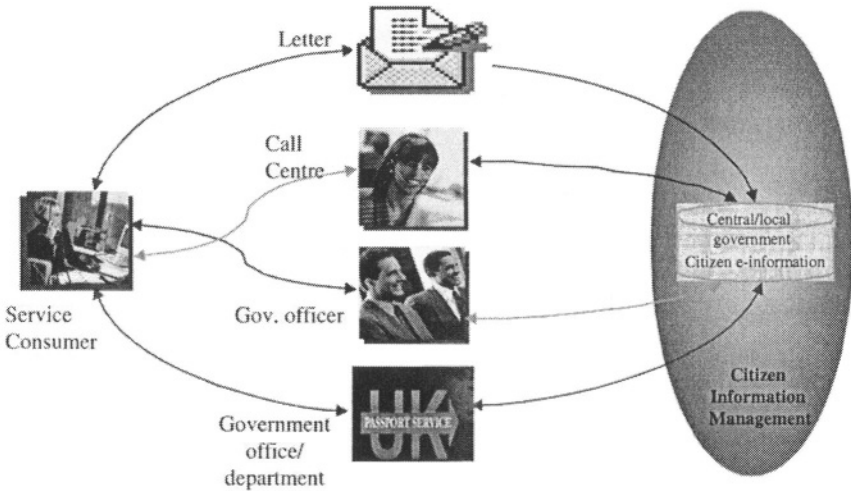 Letter
Call
Centre
Service
Consumer
Gov. officer
Government
office/
department
UK
PASSPORT SERVICE
Central/local
government
Citizen e-information
Citizen
Information
Management